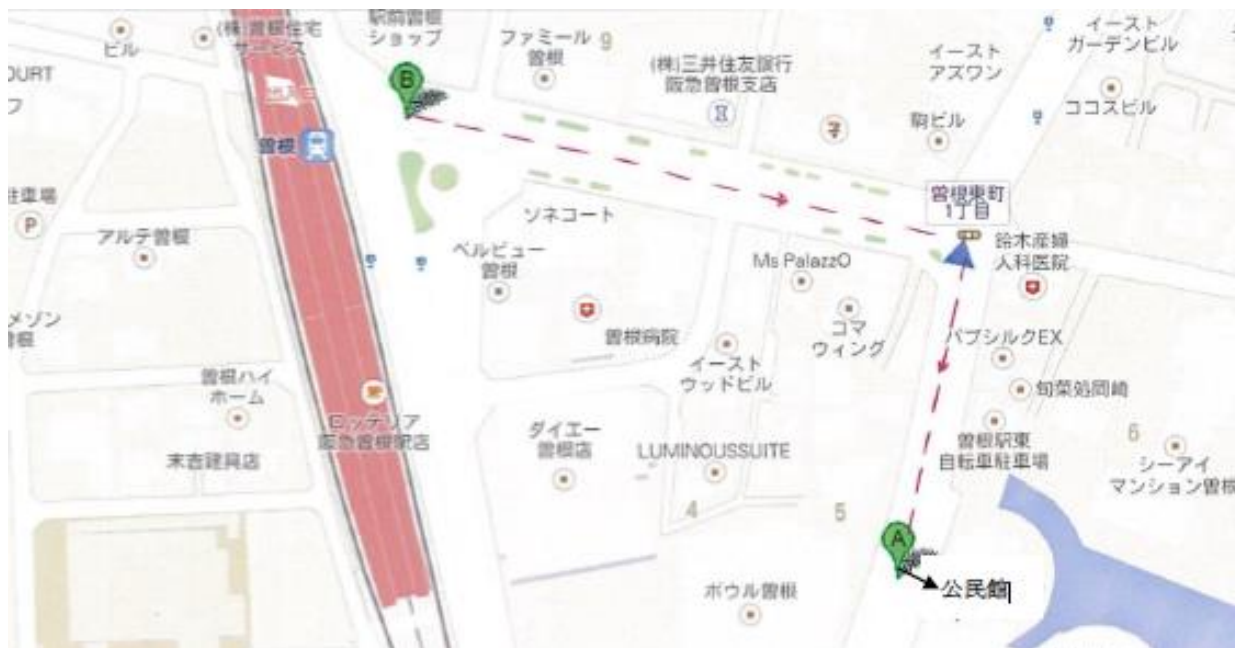 ビル
(株)曽根住宅
サービス
駅前曽根
ショップ
ファミール
曽根
9
(株)三井住友銀行
阪急曽根支店
イースト
アズワン
イースト
ガーデンビル
ココスビル
駒ビル
OURT
フ
B
曽根
駐車場
P
アルテ曽根
ソネコート
曽根東町
1丁目
鈴木産婦
人科医院
ベルビュー
曽根
Ms PalazzO
メゾン
曽根
曽根病院
コマ
ウィング
パブシルクEX
イースト
ウッドビル
曽根ハイ
ホーム
旬菜処岡崎
ロッテリア
阪急曽根駅店
ダイエー
曽根店
曽根駅東
自転車駐車場
6
末吉建具店
LUMINOUSSUITE
シーアイ
マンション曽根
4
5
A
ボウル曽根
公民館